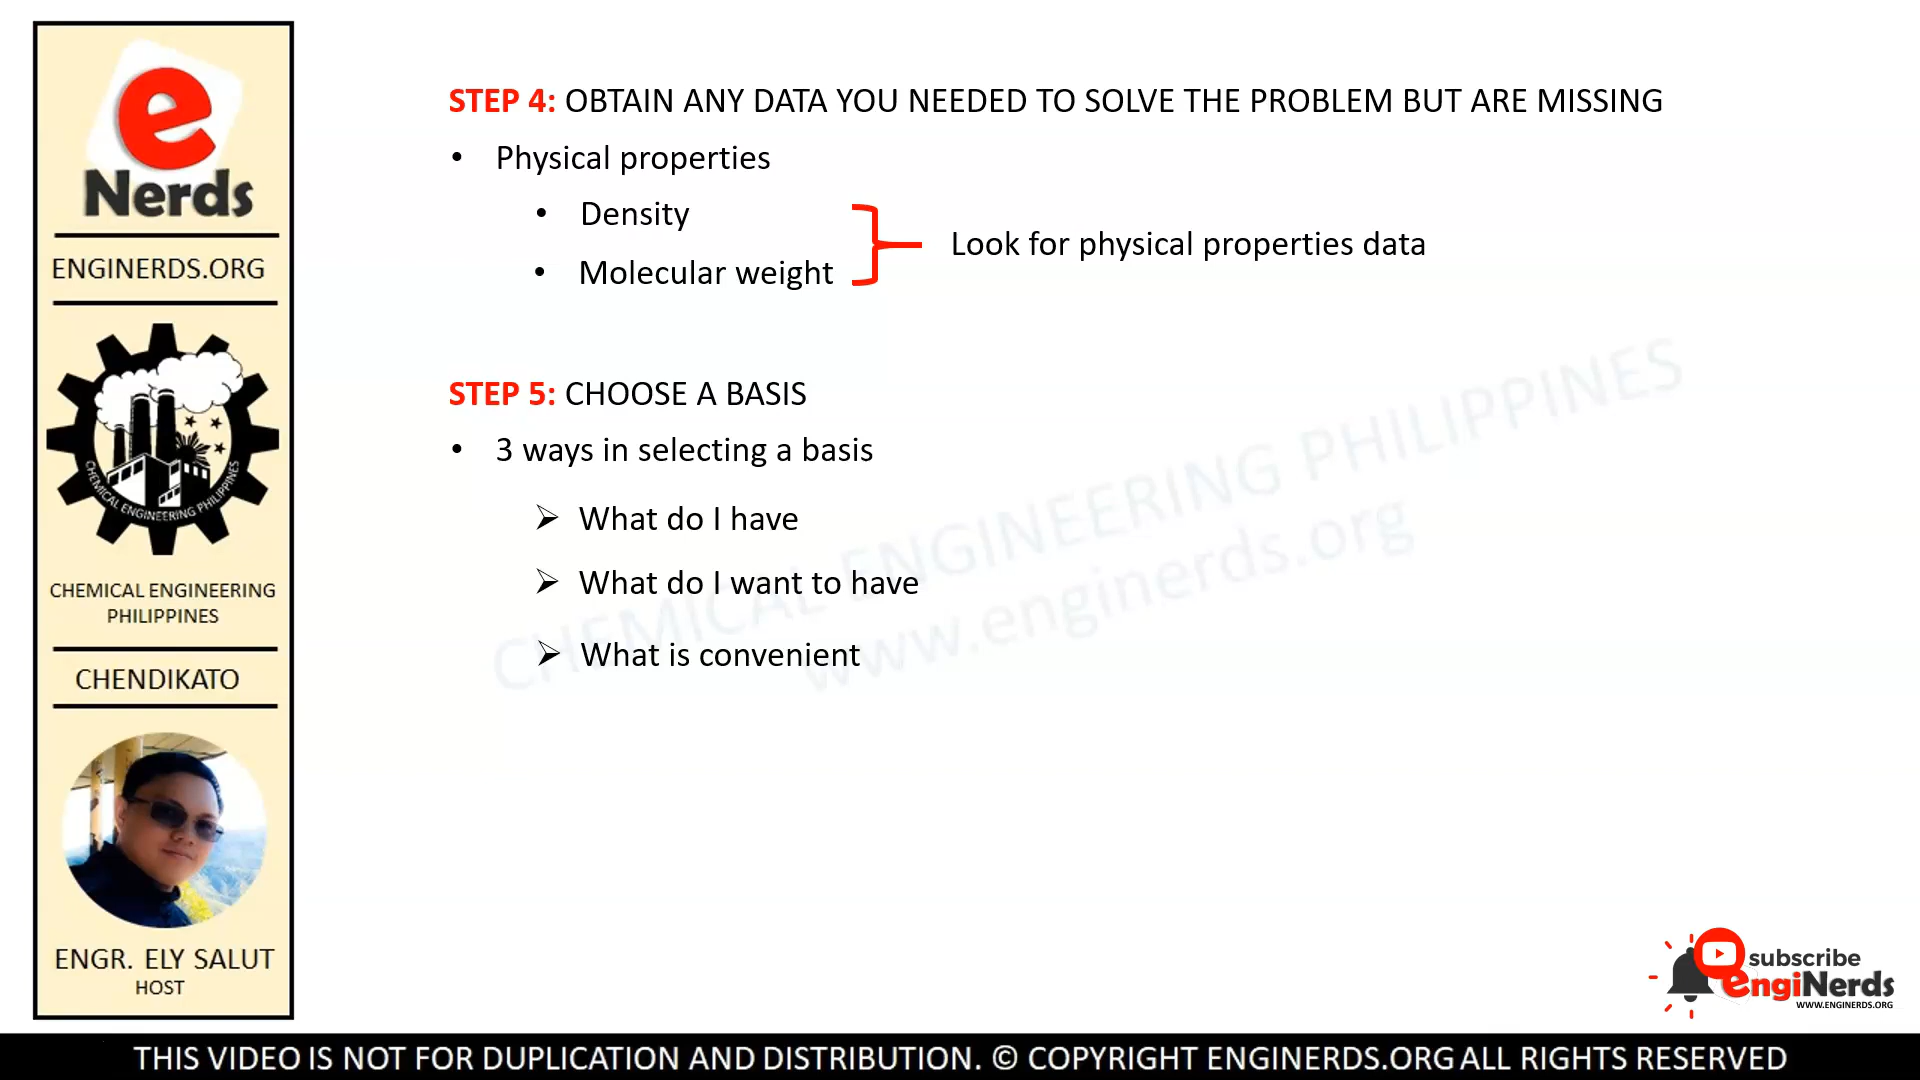 e
Nerds
ENGINERDS.ORG
CHEMICAL ENGINEERING PHILIPPINES
CHEMICAL ENGINEERING
PHILIPPINES
CHENDIKATO
ENGR. ELY SALUT
HOST
STEP 4: OBTAIN ANY DATA YOU NEEDED TO SOLVE THE PROBLEM BUT ARE MISSING
• Physical properties
• Density
• Molecular weight
Look for physical properties data
STEP 5: CHOOSE A BASIS
• 3 ways in selecting a basis
➢ What do I have
➢ What do I want to have
➢ What is convenient
CHEMICAL ENGINEERING PHILIPPINES
www.enginerds.org
subscribe
engiNerds
WWW.ENGINERDS.ORG
THIS VIDEO IS NOT FOR DUPLICATION AND DISTRIBUTION. © COPYRIGHT ENGINERDS.ORG ALL RIGHTS RESERVED